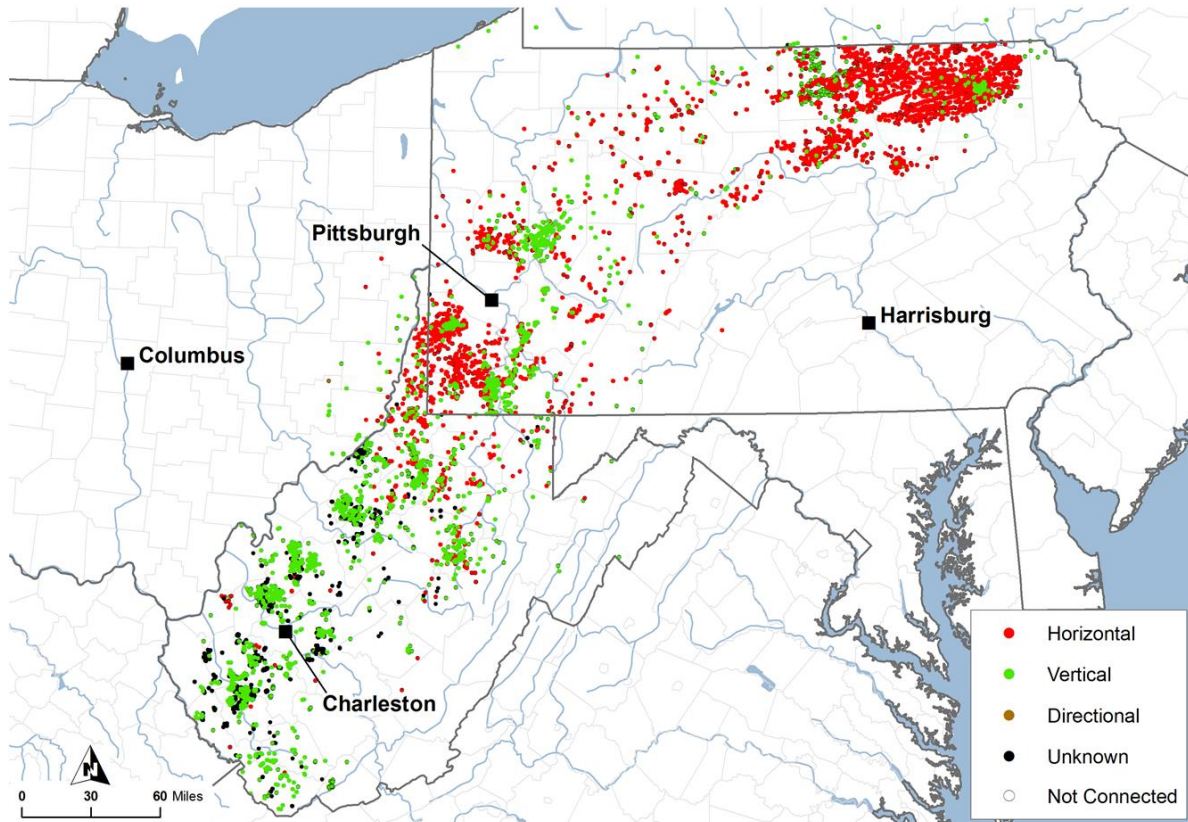 Pittsburgh
Harrisburg
Columbus
Charleston
N
0 30 60 Miles
Horizontal
Vertical
Directional
Unknown
Not Connected